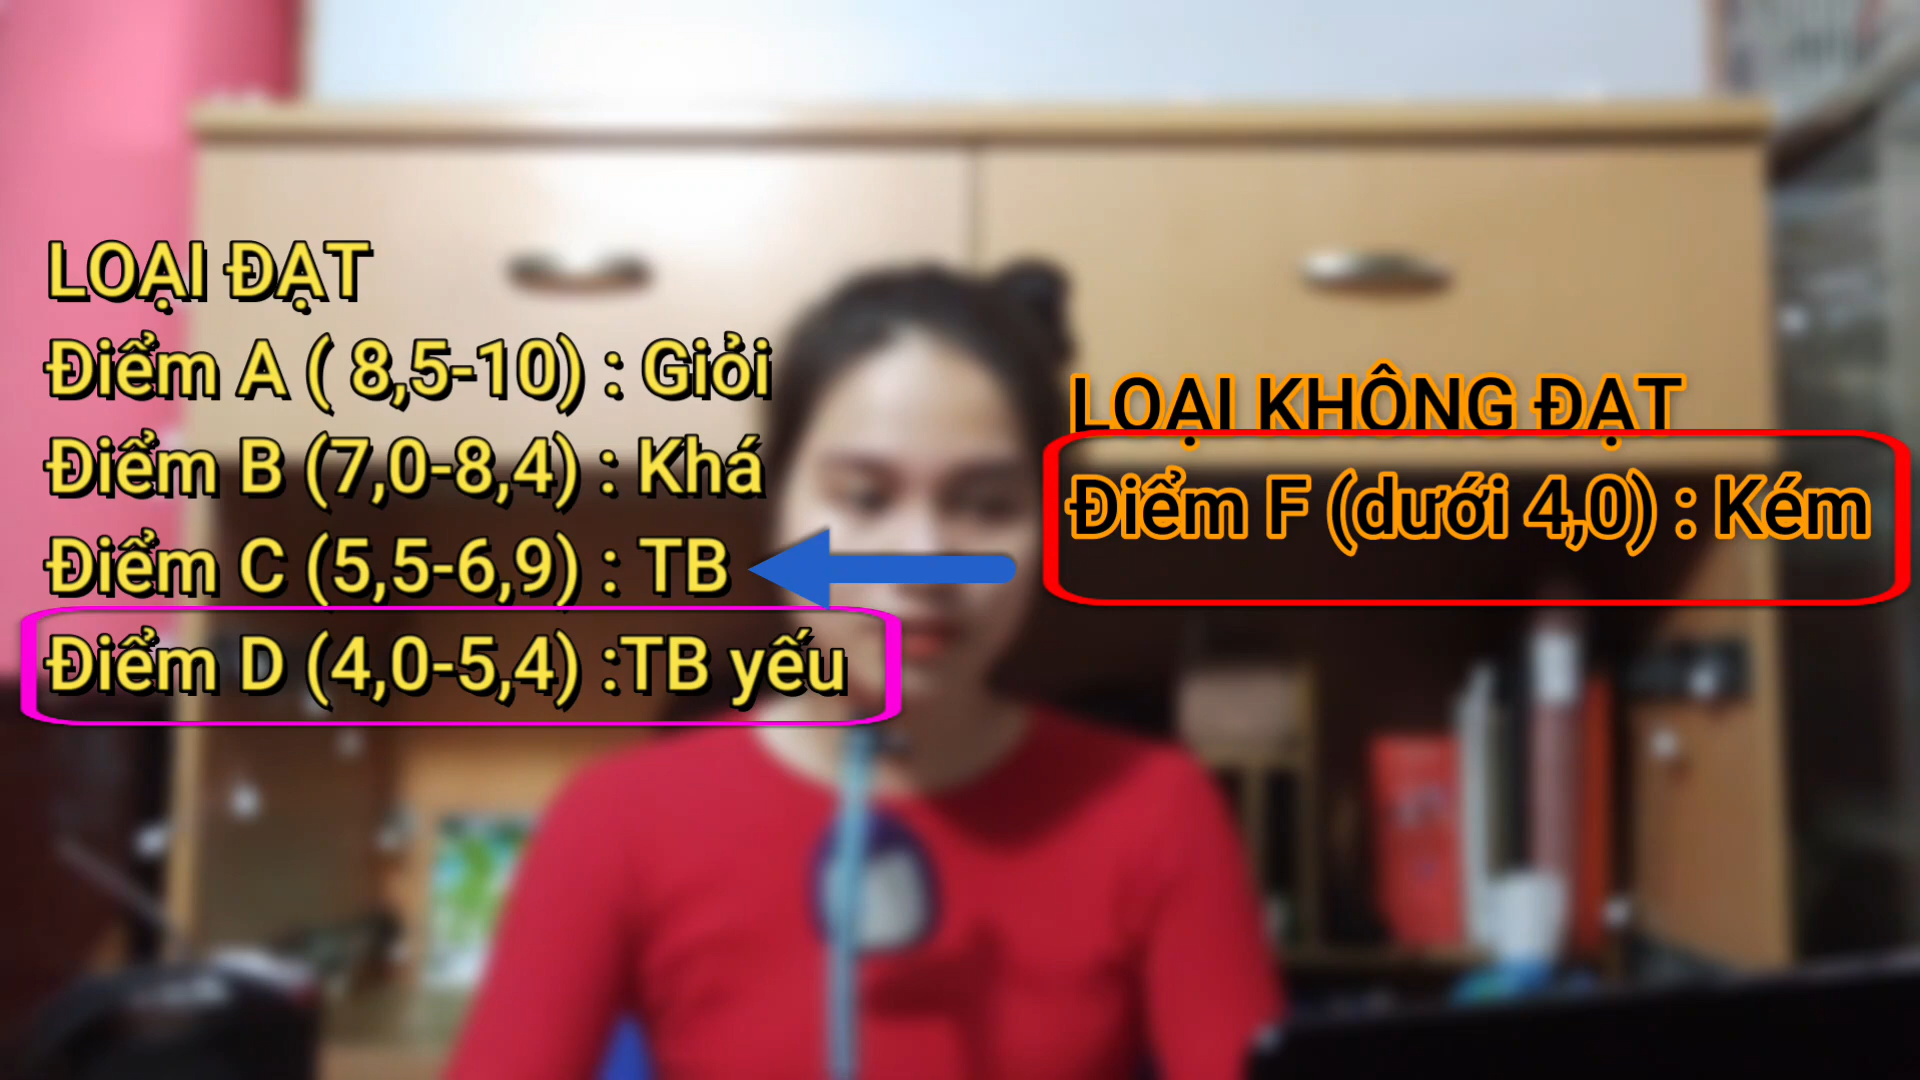 LOẠI ĐẠT
Điểm A ( 8,5-10) : Giỏi
Điểm B (7,0-8,4) : Khá
Điểm C (5,5-6,9) : TB
Điểm D (4,0-5,4) :TB yếu
LOẠI KHÔNG ĐẠT
Điểm F (dưới 4,0) : Kém